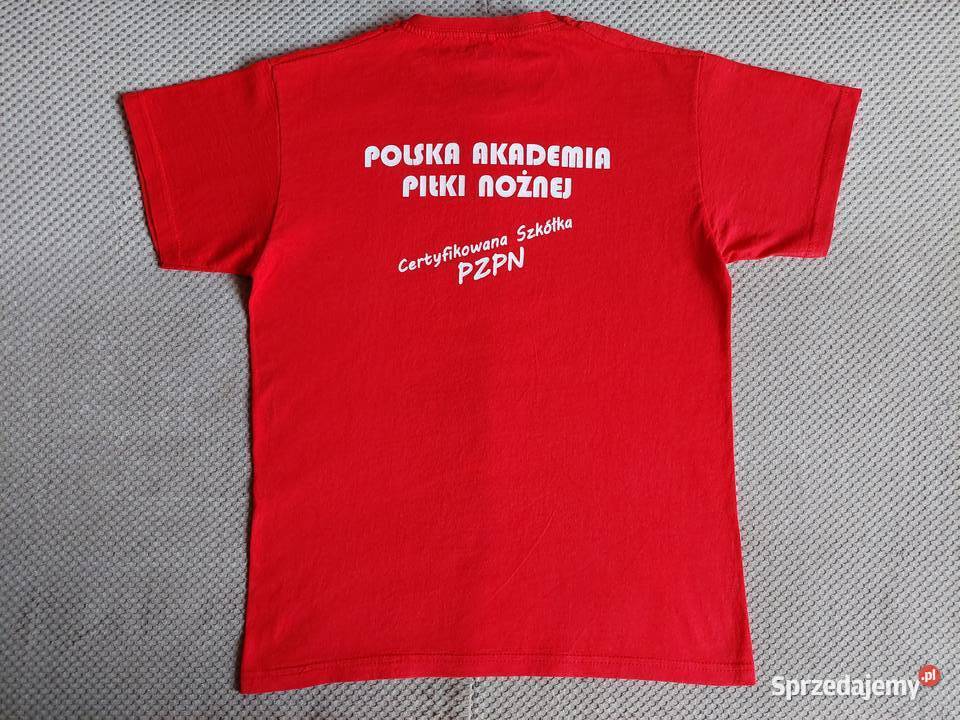 POLSKA AKADEMIA
PIŁKI NOŻNEJ
Certyfikowana Szkółka
PZPN
Sprzedajemy.pl